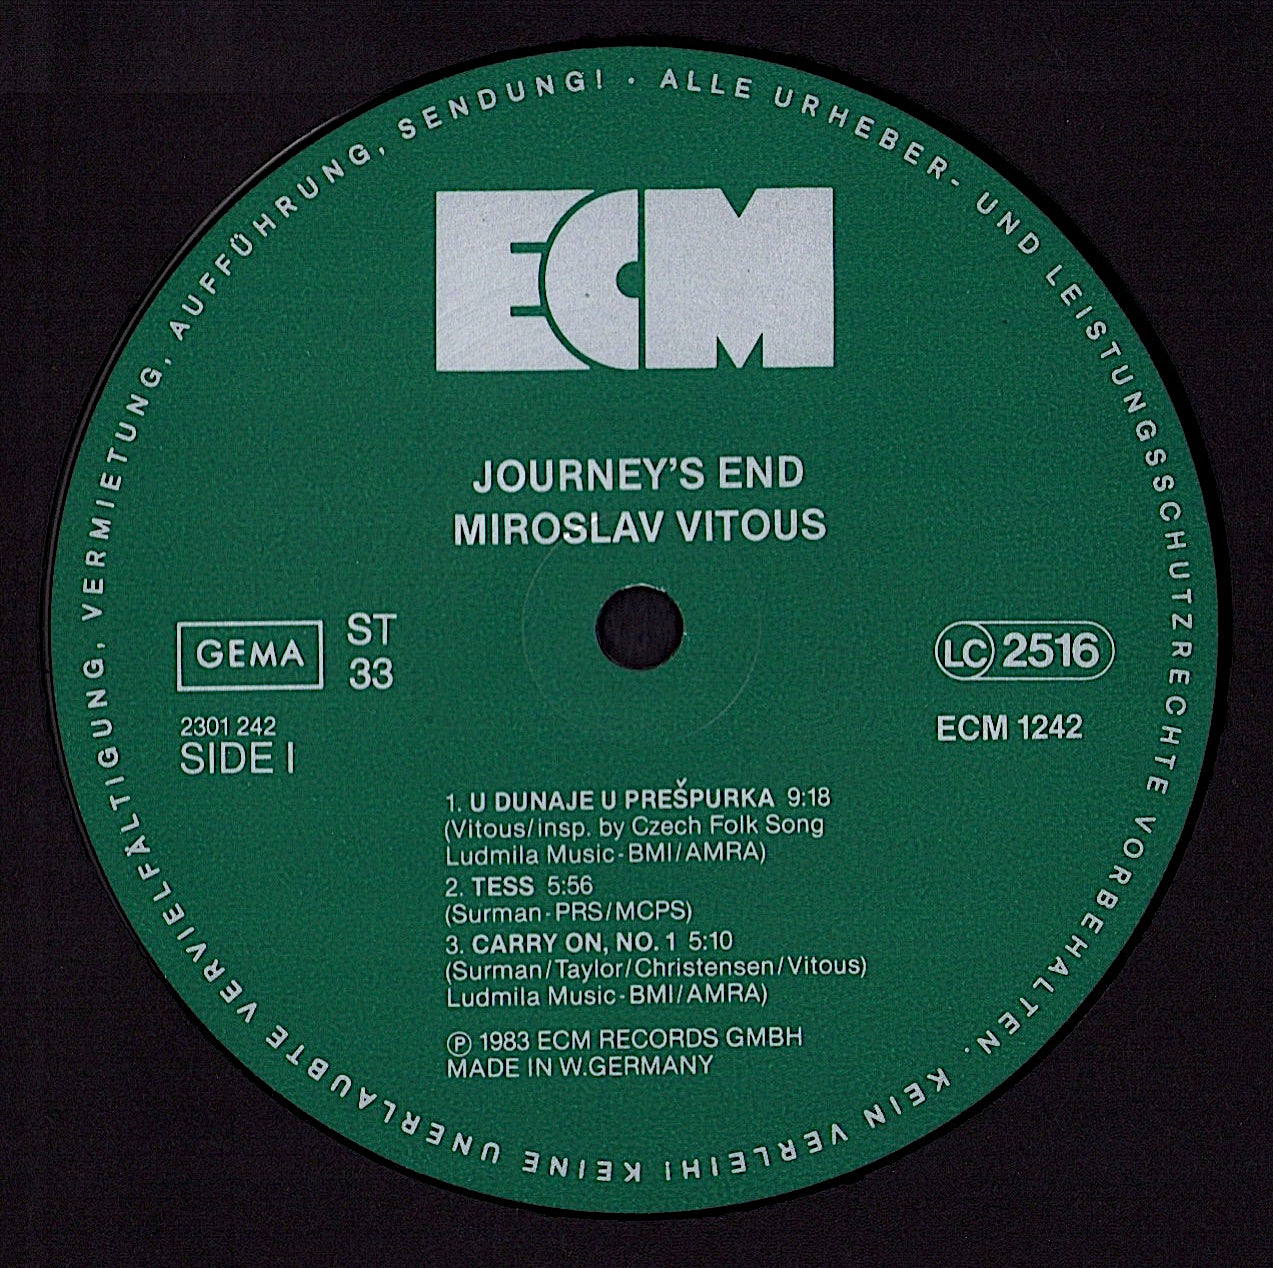 ALLE URHEBER- UND LEISTUNGSSCHUTZRECHTE VORBEHALTEN. KEIN VERLEIH! KEINE UNERLAUBTE VERVIELFÄLTIGUNG, VERMIETUNG, AUFFÜHRUNG, SENDUNG! ·
ECM
JOURNEY'S END
MIROSLAV VITOUS
GEMA
ST
33
LC 2516
2301 242
SIDE I
ECM 1242
1. U DUNAJE U PREŠPURKA 9:18
(Vitous/insp. by Czech Folk Song
Ludmila Music-BMI/AMRA)
2. TESS 5:56
(Surman-PRS/MCPS)
3. CARRY ON, NO. 1 5:10
(Surman/Taylor/Christensen/Vitous)
Ludmila Music-BMI/AMRA)
Ⓟ 1983 ECM RECORDS GMBH
MADE IN W.GERMANY